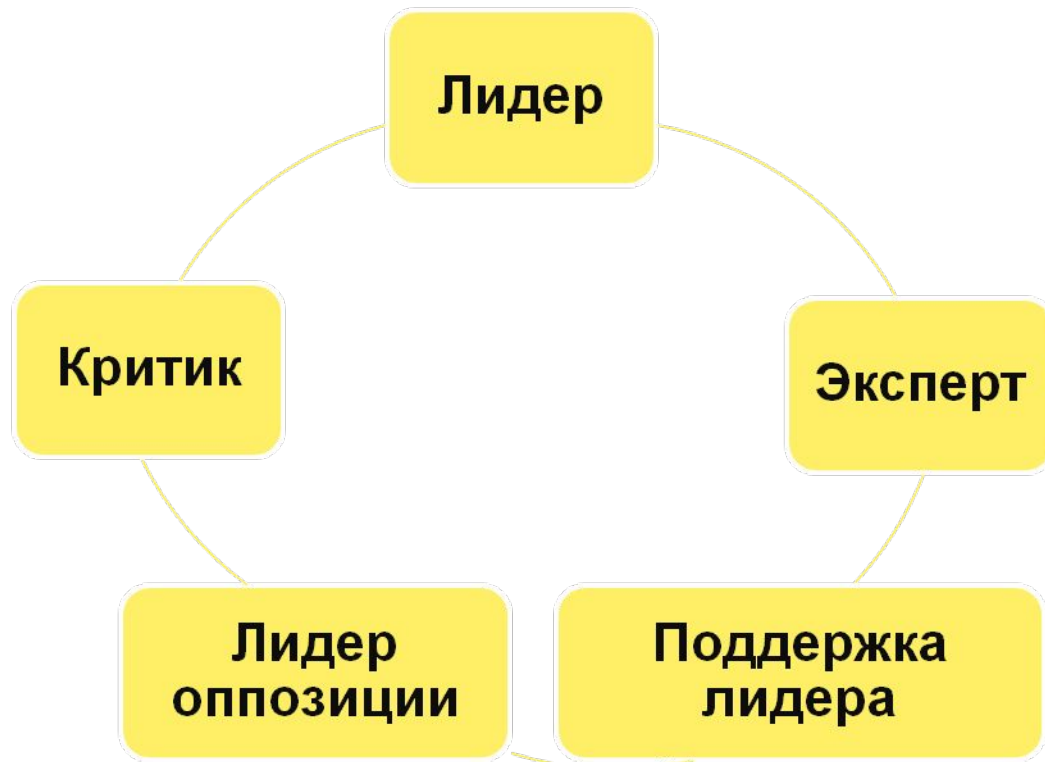 Лидер
Критик
Эксперт
Лидер
оппозиции
Поддержка
лидера